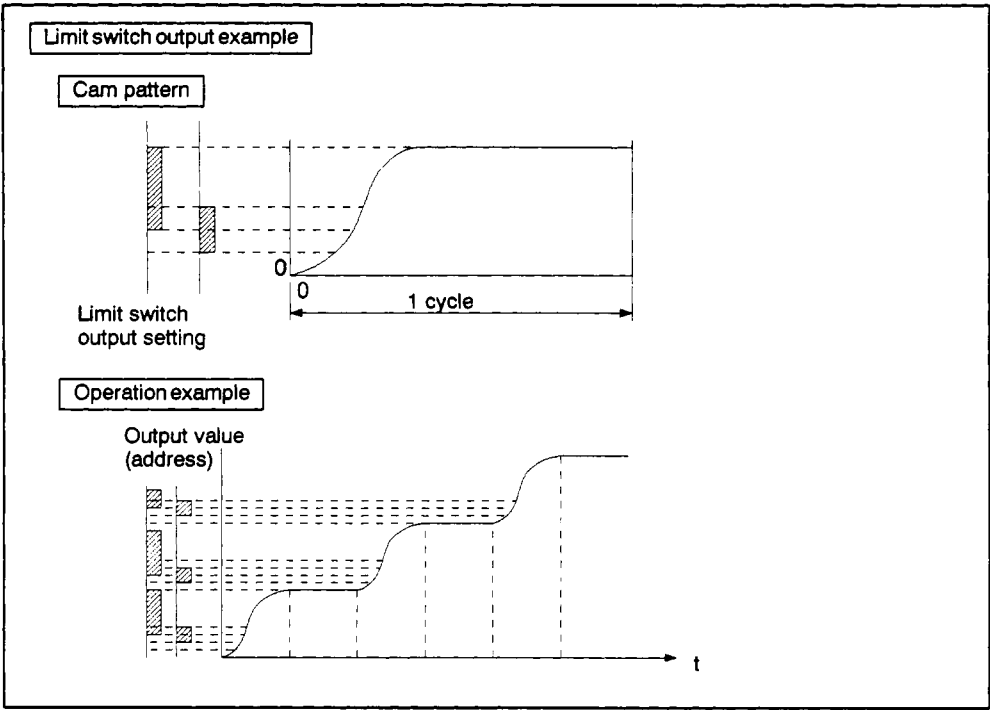 Limit switch output example
Cam pattern
0
0
1 cycle
Limit switch
output setting
Operation example
Output value
(address)
t